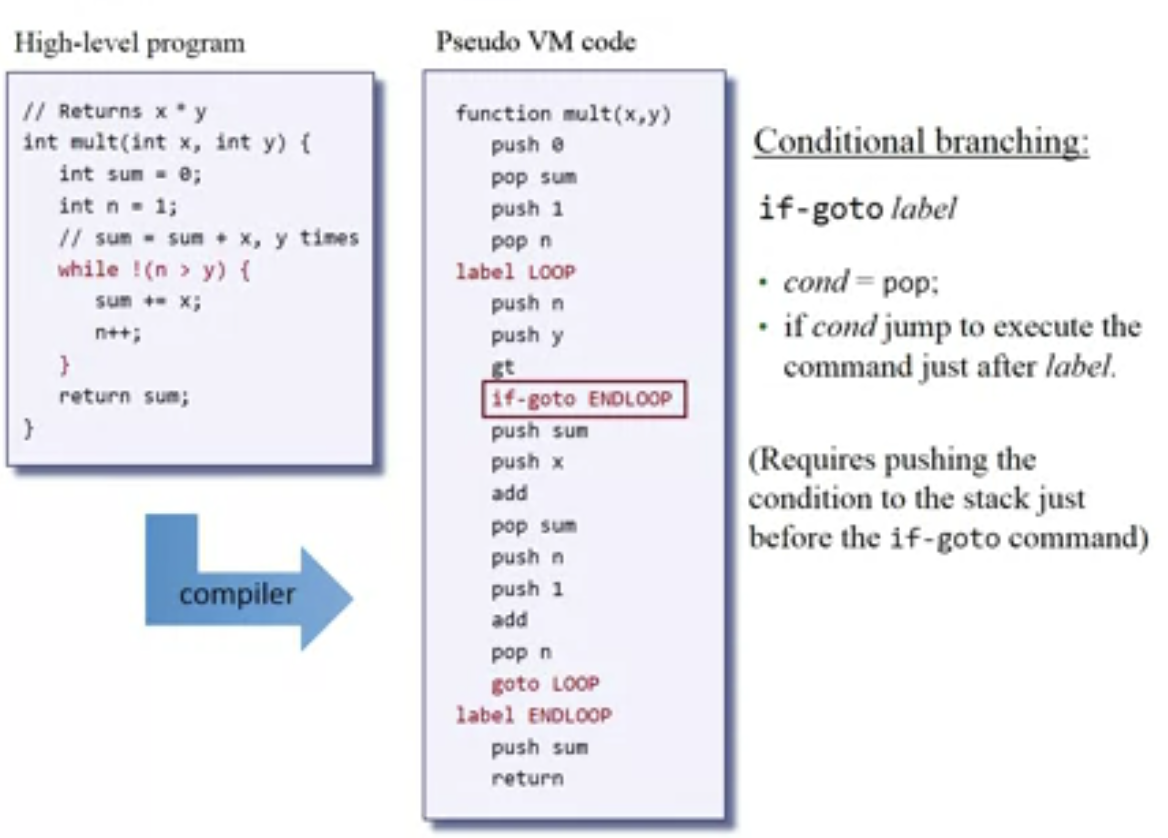 High-level program
// Returns x * y
int mult(int x, int y) {
int sum = 0;
int n = 1;
// sum = sum + x, y times
while !(n > y) {
sum += x;
n++;
}
return sum;
}
compiler
Pseudo VM code
function mult(x,y)
push 0
pop sum
push 1
pop n
label LOOP
push n
push y
gt
if-goto ENDLOOP
push sum
push x
add
pop sum
push n
push 1
add
pop n
goto LOOP
label ENDLOOP
push sum
return
Conditional branching:
if-goto label
• cond = pop;
• if cond jump to execute the
command just after label.
(Requires pushing the
condition to the stack just
before the if-goto command)